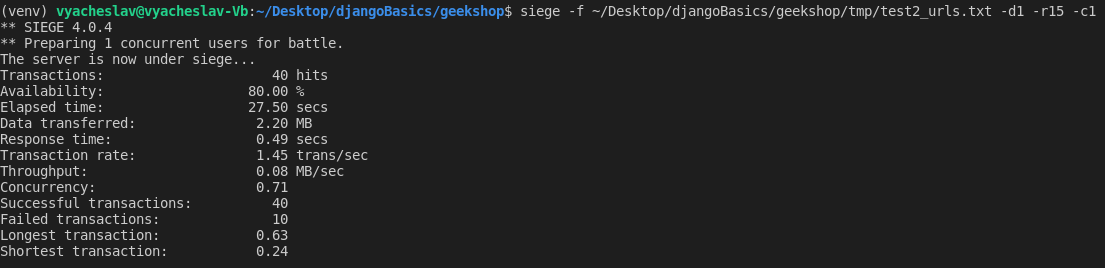 (venv) vyacheslav@vyacheslav-Vb:~/Desktop/djangoBasics/geekshop$ siege -f ~/Desktop/djangoBasics/geekshop/tmp/test2_urls.txt -d1 -r15 -c1
** SIEGE 4.0.4
** Preparing 1 concurrent users for battle.
The server is now under siege...
Transactions: 40 hits
Availability: 80.00 %
Elapsed time: 27.50 secs
Data transferred: 2.20 MB
Response time: 0.49 secs
Transaction rate: 1.45 trans/sec
Throughput: 0.08 MB/sec
Concurrency: 0.71
Successful transactions: 40
Failed transactions: 10
Longest transaction: 0.63
Shortest transaction: 0.24